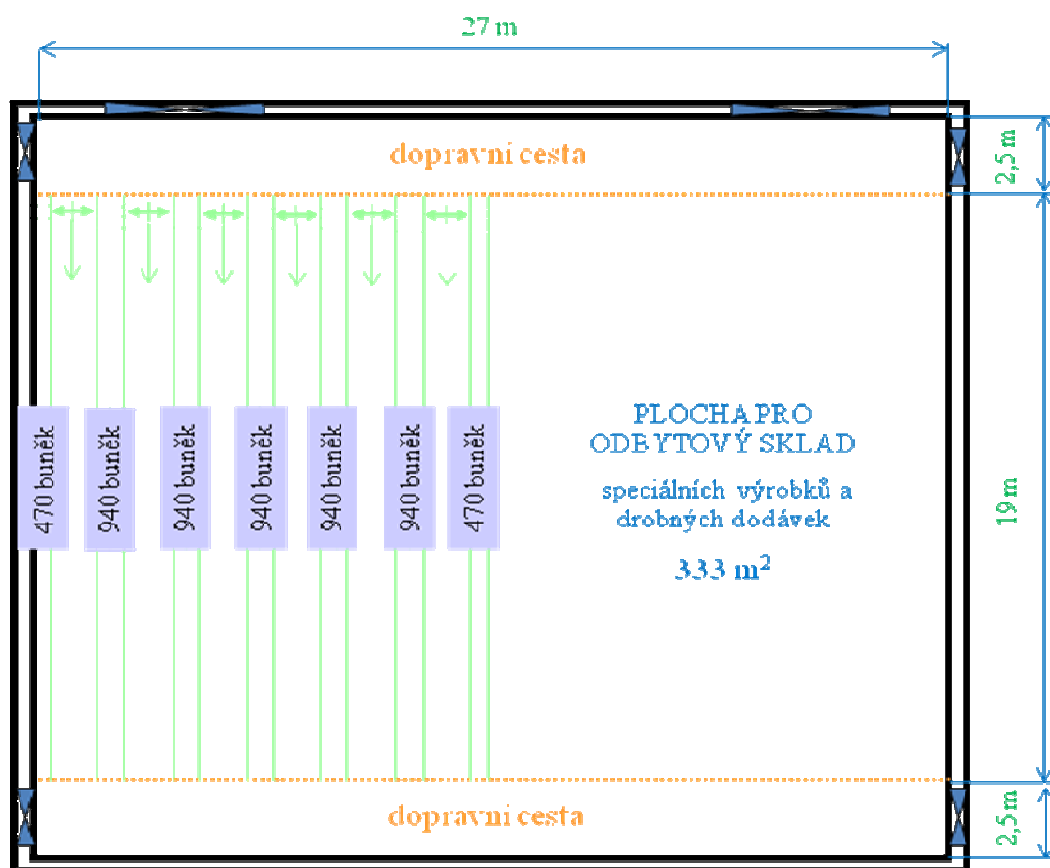 27 m
dopravní cesta
2,5 m
470 buněk
940 buněk
940 buněk
940 buněk
940 buněk
940 buněk
470 buněk
PLOCHA PRO
ODBYTOVÝ SKLAD
speciálních výrobků a
drobných dodávek
333 m²
19 m
dopravní cesta
2,5 m